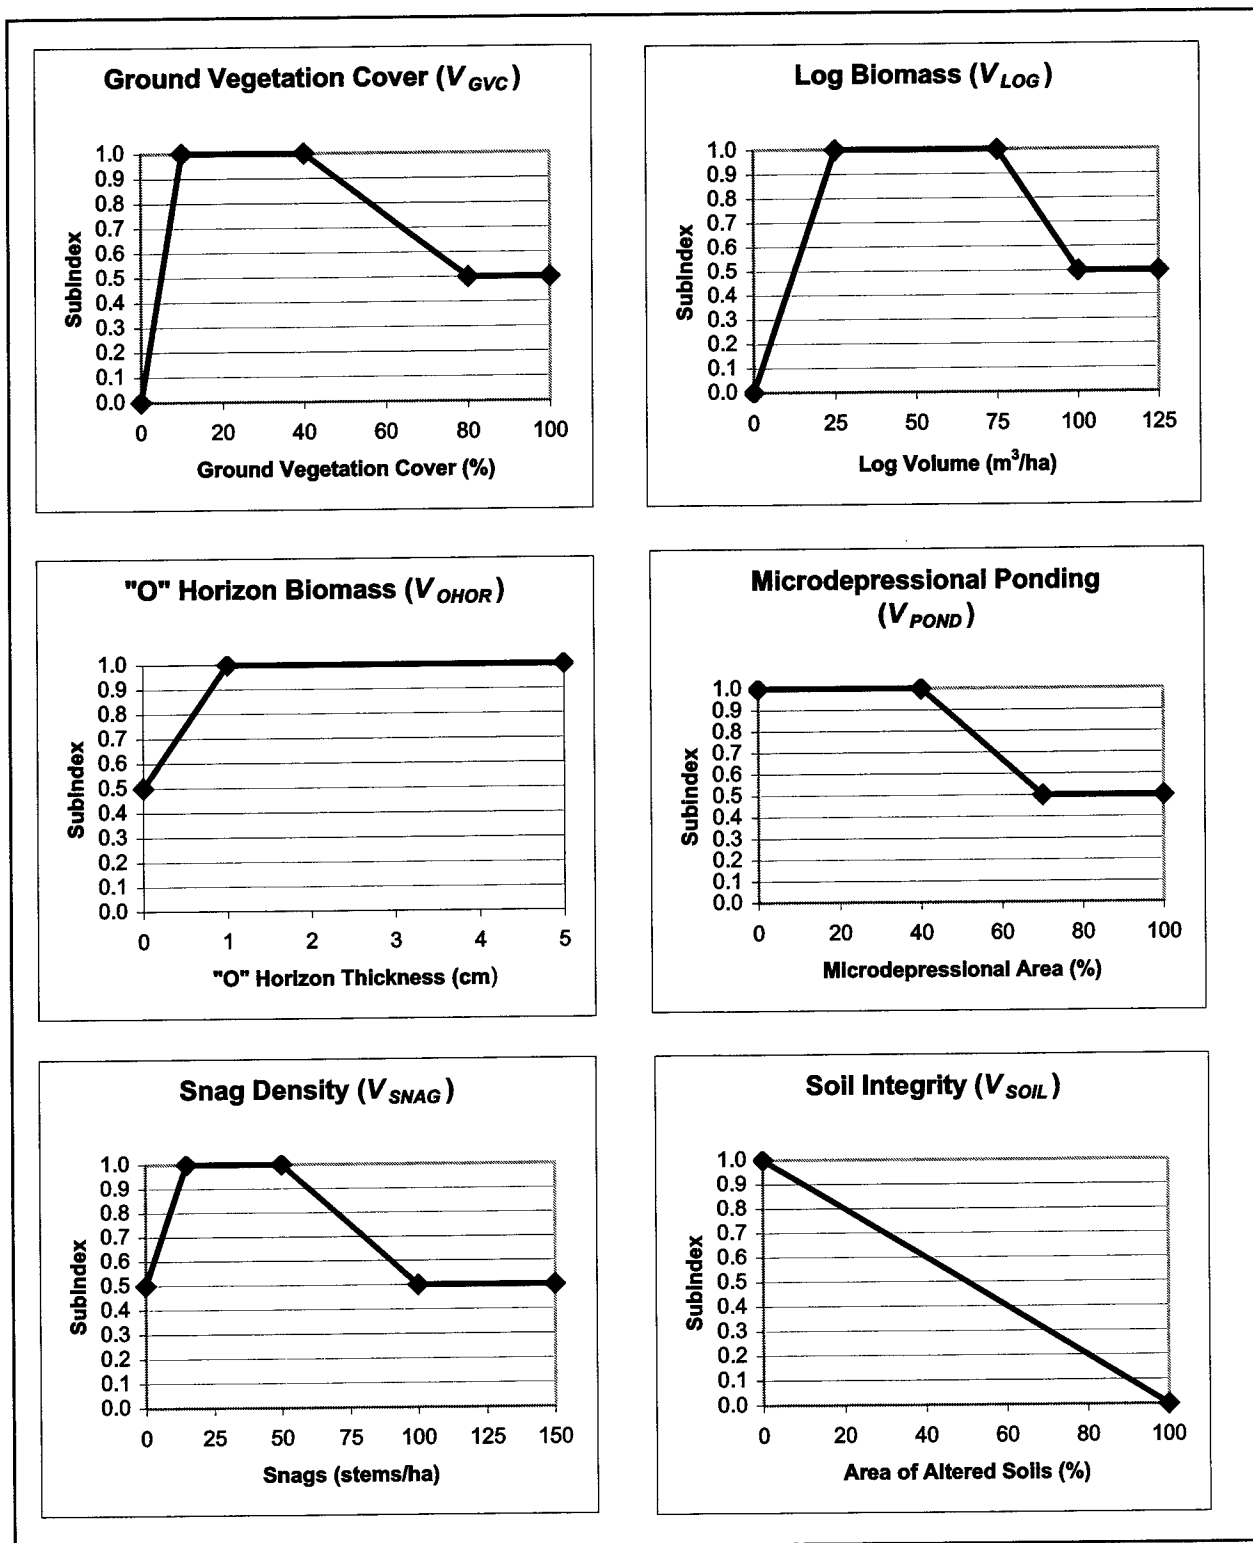 Ground Vegetation Cover (V GVC)
SubIndex
1.0
0.9
0.8
0.7
0.6
0.5
0.4
0.3
0.2
0.1
0.0
0 20 40 60 80 100
Ground Vegetation Cover (%)
Log Biomass (V LOG)
SubIndex
1.0
0.9
0.8
0.7
0.6
0.5
0.4
0.3
0.2
0.1
0.0
0 25 50 75 100 125
Log Volume (m³/ha)
"O" Horizon Biomass (V OHOR)
SubIndex
1.0
0.9
0.8
0.7
0.6
0.5
0.4
0.3
0.2
0.1
0.0
0 1 2 3 4 5
"O" Horizon Thickness (cm)
Microdepressional Ponding
(V POND)
SubIndex
1.0
0.9
0.8
0.7
0.6
0.5
0.4
0.3
0.2
0.1
0.0
0 20 40 60 80 100
Microdepressional Area (%)
Snag Density (V SNAG)
SubIndex
1.0
0.9
0.8
0.7
0.6
0.5
0.4
0.3
0.2
0.1
0.0
0 25 50 75 100 125 150
Snags (stems/ha)
Soil Integrity (V SOIL)
SubIndex
1.0
0.9
0.8
0.7
0.6
0.5
0.4
0.3
0.2
0.1
0.0
0 20 40 60 80 100
Area of Altered Soils (%)